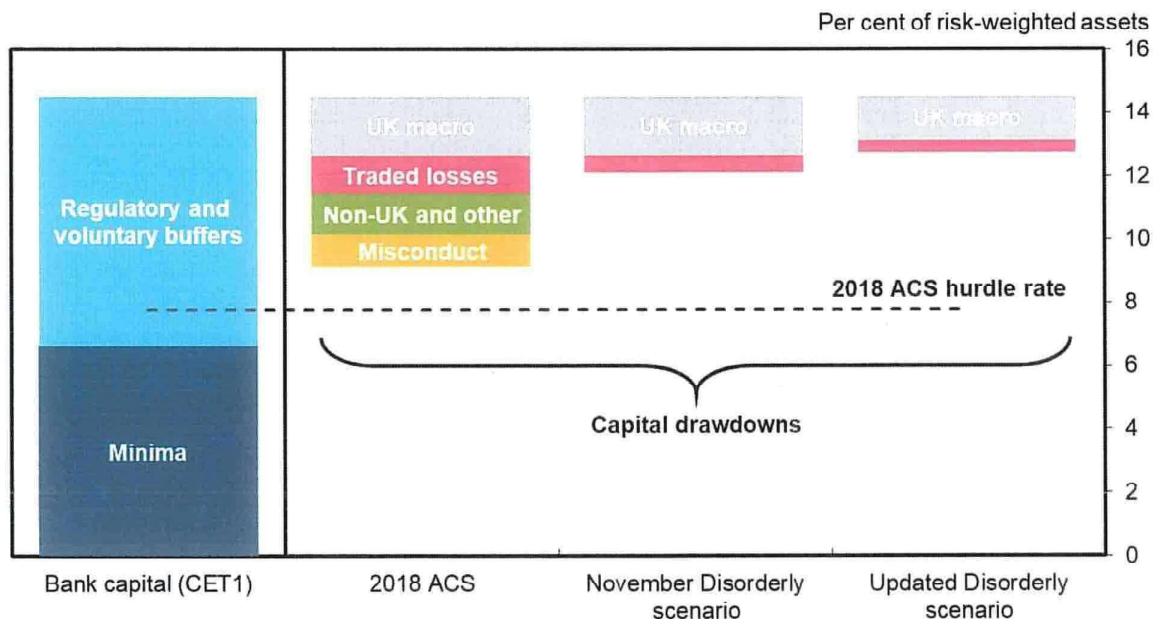 Per cent of risk-weighted assets
16
14
12
10
8
6
4
2
0
Regulatory and
voluntary buffers
Minima
UK macro
Traded losses
Non-UK and other
Misconduct
UK macro
UK macro
2018 ACS hurdle rate
Capital drawdowns
Bank capital (CET1)
2018 ACS
November Disorderly
scenario
Updated Disorderly
scenario